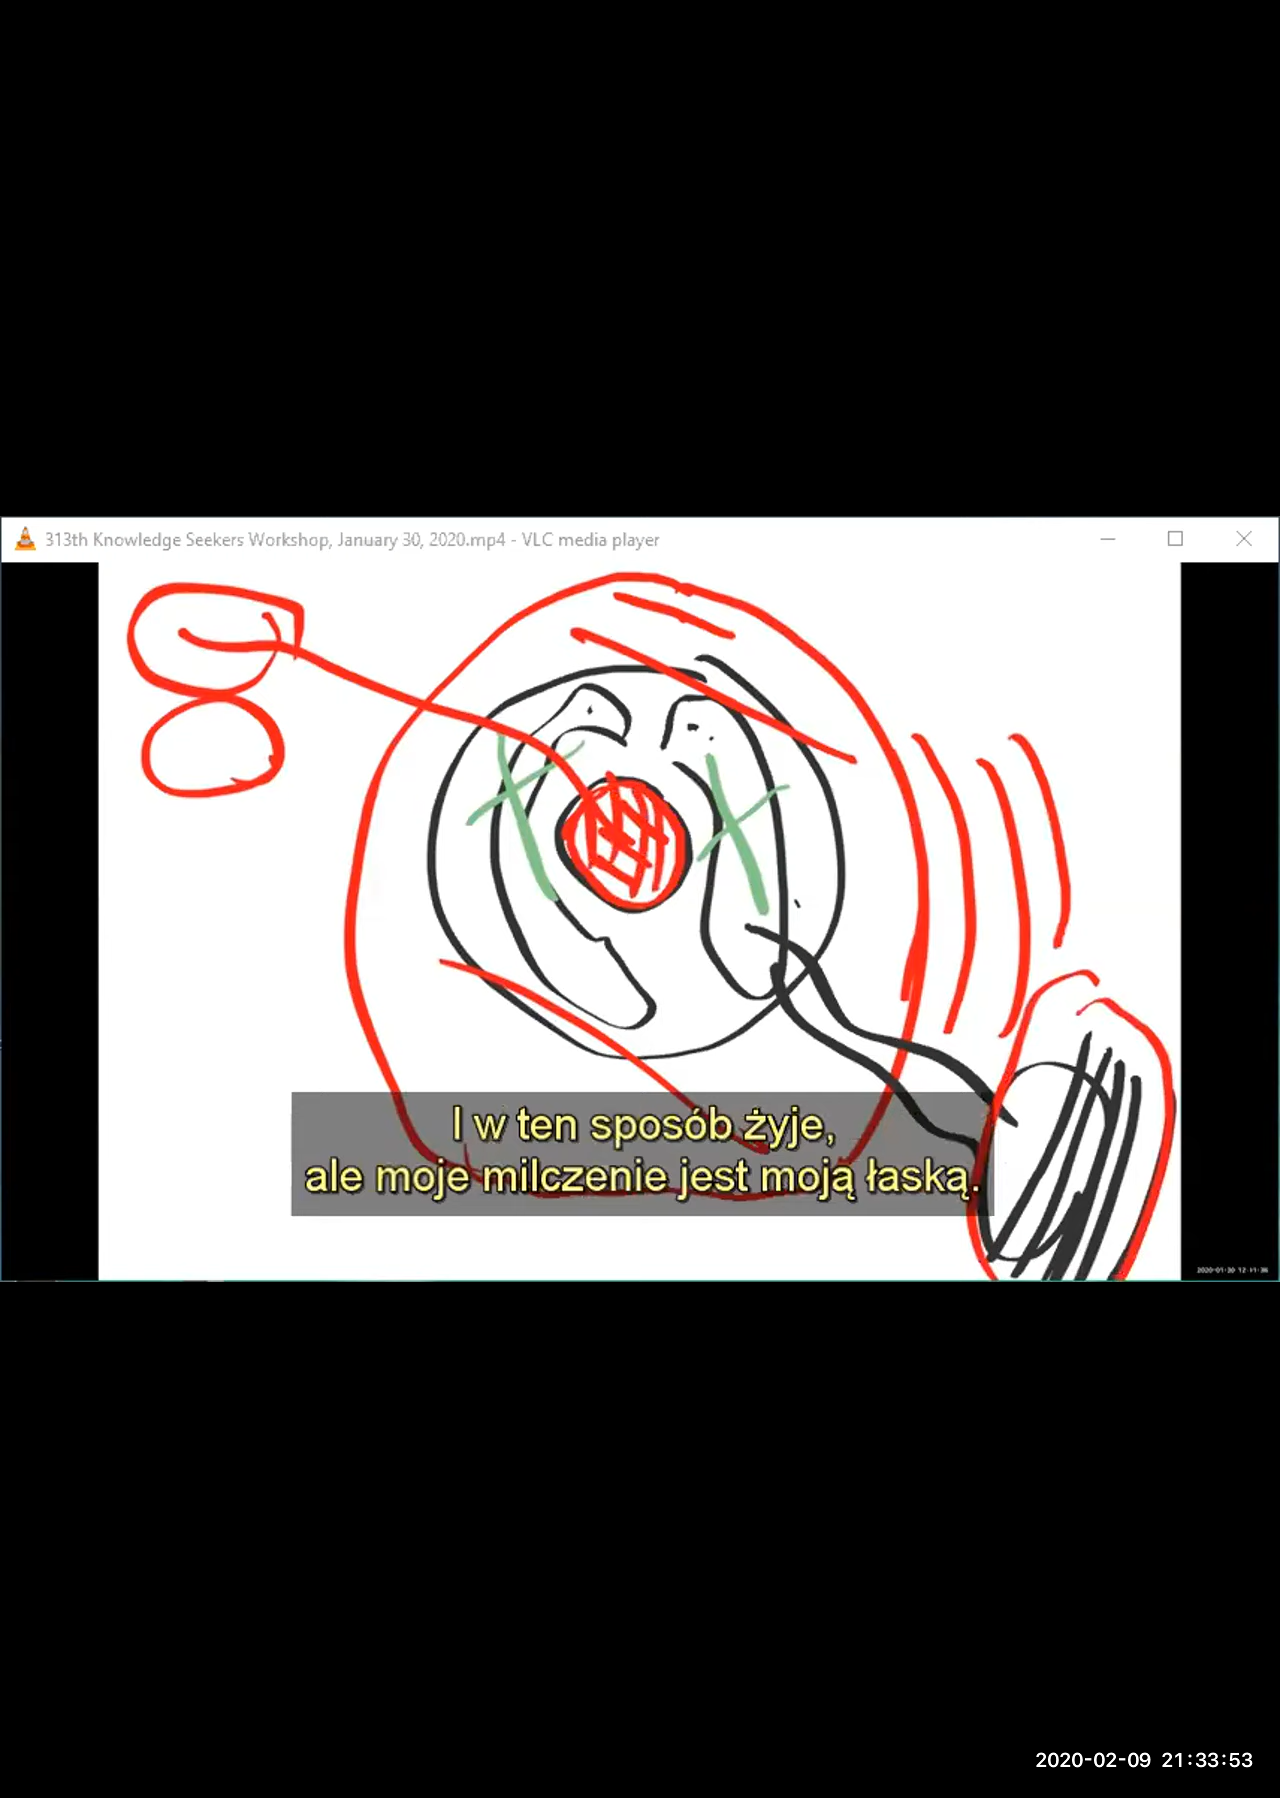 313th Knowledge Seekers Workshop, January 30, 2020.mp4 - VLC media player
I w ten sposób żyje,
ale moje milczenie jest moją łaską.
2020-02-09 21:33:53